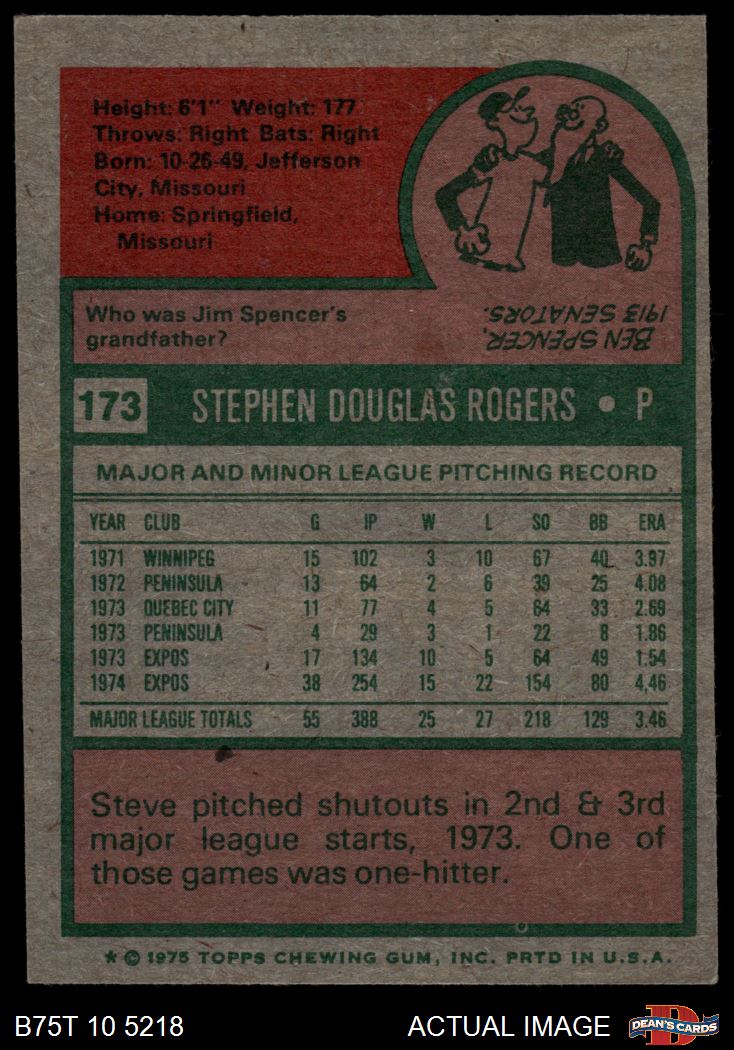 Height: 6'1" Weight: 177
Throws: Right Bats: Right
Born: 10-26-49, Jefferson
City, Missouri
Home: Springfield,
Missouri
Who was Jim Spencer's
grandfather?
BEN SPENCER,
1913 SENATORS.
173 STEPHEN DOUGLAS ROGERS • P
MAJOR AND MINOR LEAGUE PITCHING RECORD
YEAR CLUB G IP W L SO BB ERA
1971 WINNIPEG 15 102 3 10 67 40 3.97
1972 PENINSULA 13 64 2 6 39 25 4.08
1973 QUEBEC CITY 11 77 4 5 64 33 2.69
1973 PENINSULA 4 29 3 1 22 8 1.86
1973 EXPOS 17 134 10 5 64 49 1.54
1974 EXPOS 38 254 15 22 154 80 4.46
MAJOR LEAGUE TOTALS 55 388 25 27 218 129 3.46
Steve pitched shutouts in 2nd & 3rd
major league starts, 1973. One of
those games was one-hitter.
* © 1975 TOPPS CHEWING GUM, INC. PRTD IN U.S.A.
B75T 10 5218 ACTUAL IMAGE DEAN'S CARDS